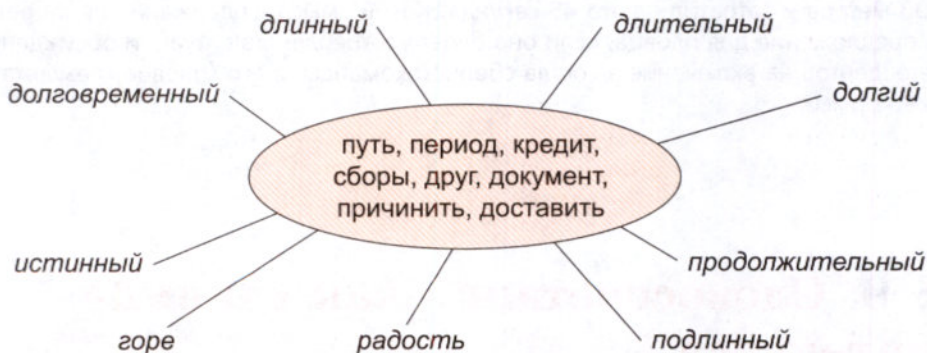 длинный
длительный
долговременный
долгий
путь, период, кредит,
сборы, друг, документ,
причинить, доставить
истинный
продолжительный
горе
радость
подлинный